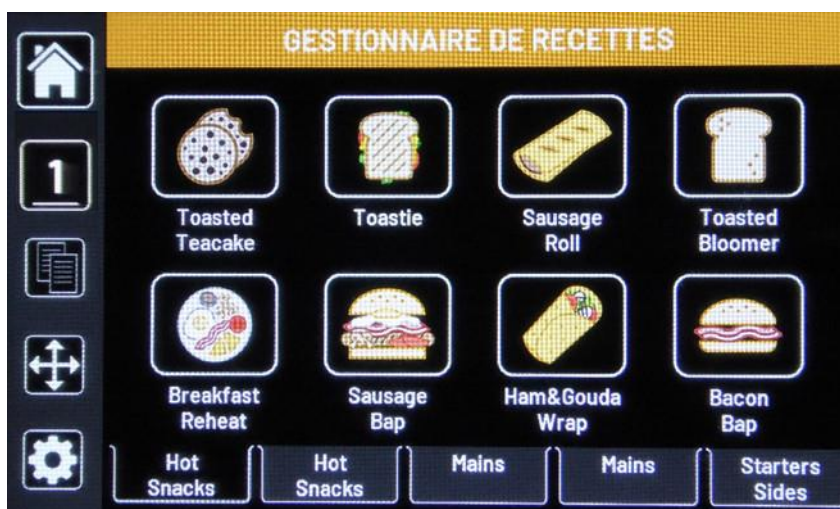 GESTIONNAIRE DE RECETTES
1
Toasted
Teacake
Toastie
Sausage
Roll
Toasted
Bloomer
Breakfast
Reheat
Sausage
Bap
Ham&Gouda
Wrap
Bacon
Bap
Hot
Snacks
Hot
Snacks
Mains
Mains
Starters
Sides